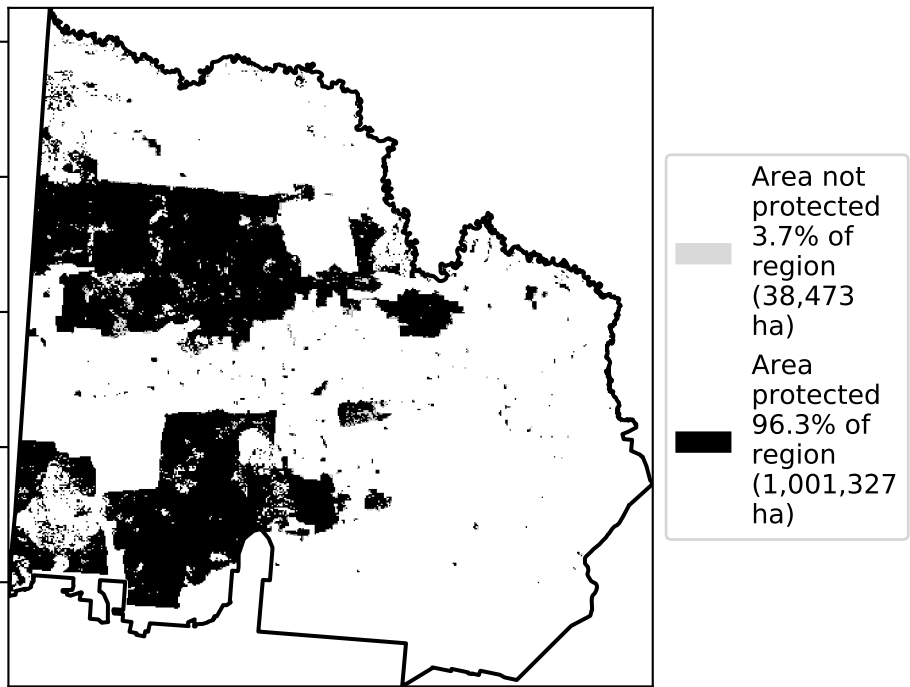 Area not
protected
3.7% of
region
(38,473
ha)
Area
protected
96.3% of
region
(1,001,327
ha)